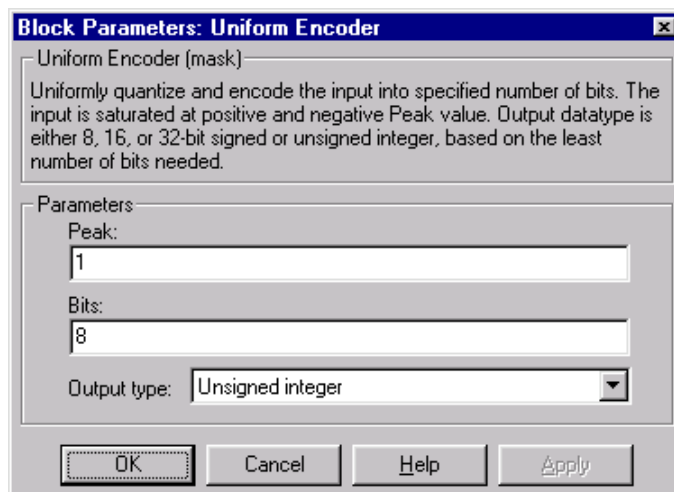 Block Parameters: Uniform Encoder
Uniform Encoder (mask)
Uniformly quantize and encode the input into specified number of bits. The
input is saturated at positive and negative Peak value. Output datatype is
either 8, 16, or 32-bit signed or unsigned integer, based on the least
number of bits needed.
Parameters
Peak:
1
Bits:
8
Output type: Unsigned integer
OK Cancel Help Apply